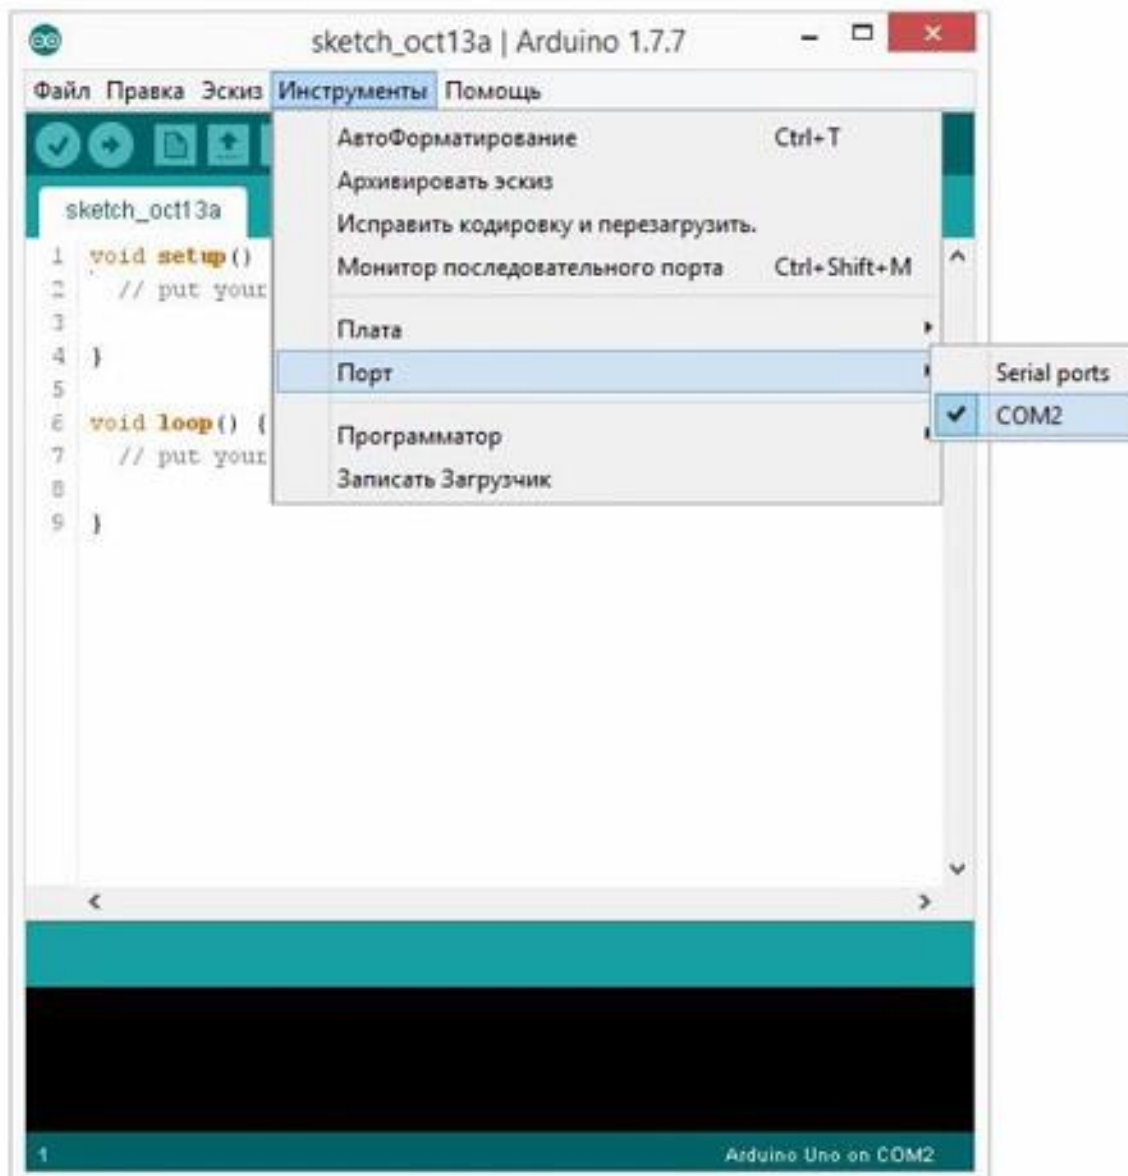 sketch_oct13a | Arduino 1.7.7
Файл Правка Эскиз Инструменты Помощь
АвтоФорматирование Ctrl+T
Архивировать эскиз
Исправить кодировку и перезагрузить.
Монитор последовательного порта Ctrl+Shift+M
Плата
Порт
Программатор
Записать Загрузчик
Serial ports
COM2
sketch_oct13a
1 void setup()
2 // put your
3
4 }
5
6 void loop() {
7 // put your
8
9 }
1 Arduino Uno on COM2